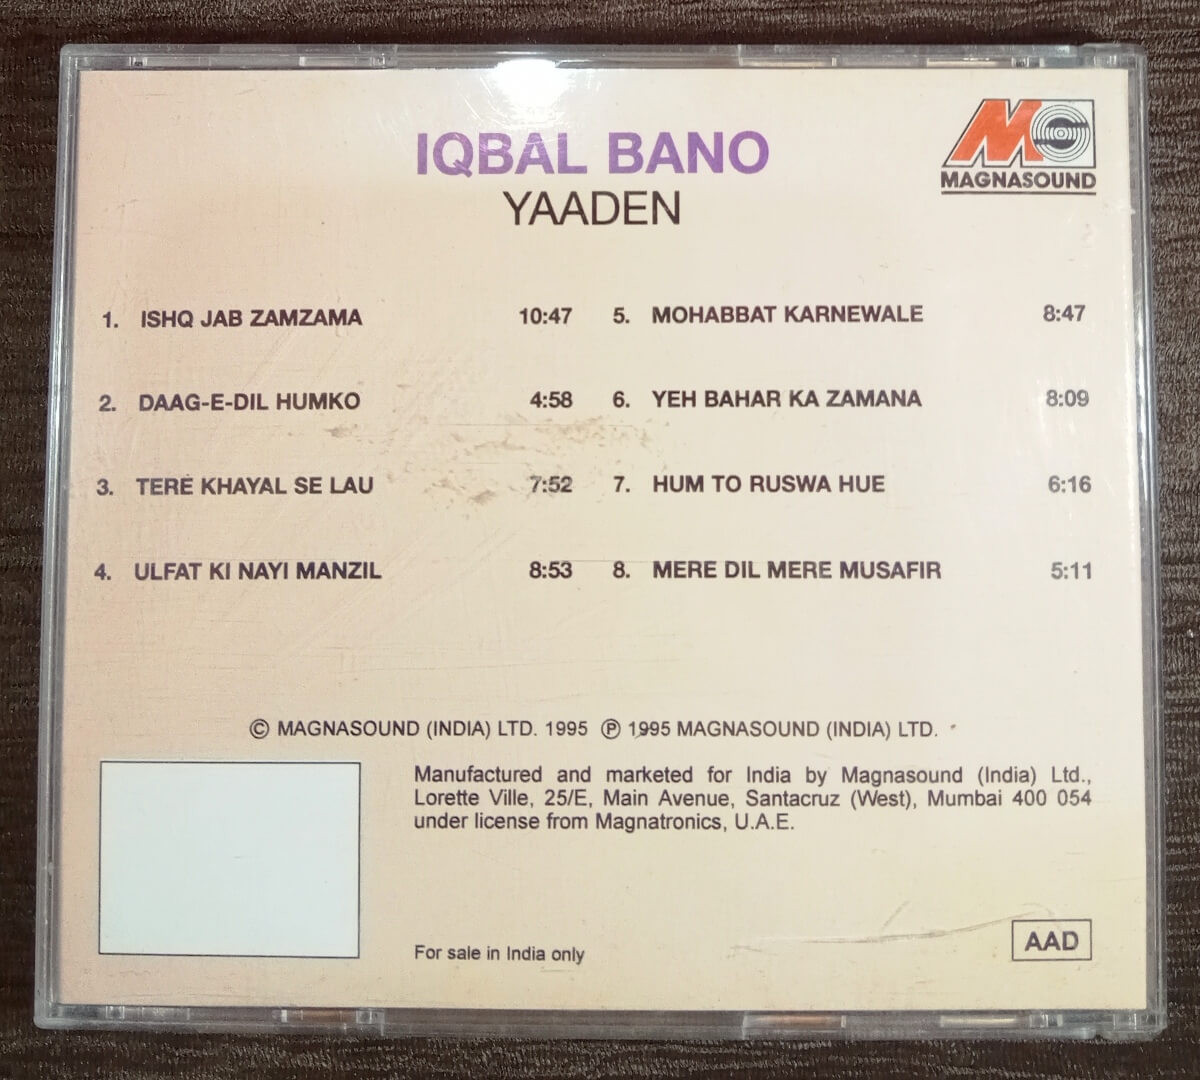 IQBAL BANO
YAADEN
MG
MAGNASOUND
1. ISHQ JAB ZAMZAMA 10:47
2. DAAG-E-DIL HUMKO 4:58
3. TERE KHAYAL SE LAU 7:52
4. ULFAT KI NAYI MANZIL 8:53
5. MOHABBAT KARNEWALE 8:47
6. YEH BAHAR KA ZAMANA 8:09
7. HUM TO RUSWA HUE 6:16
8. MERE DIL MERE MUSAFIR 5:11
© MAGNASOUND (INDIA) LTD. 1995 ℗ 1995 MAGNASOUND (INDIA) LTD.
Manufactured and marketed for India by Magnasound (India) Ltd.,
Lorette Ville, 25/E, Main Avenue, Santacruz (West), Mumbai 400 054
under license from Magnatronics, U.A.E.
For sale in India only
AAD